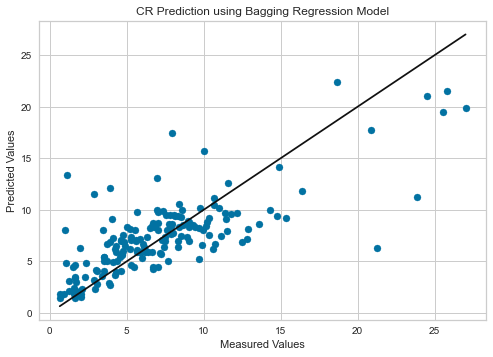 CR Prediction using Bagging Regression Model
25
20
15
10
5
0
Predicted Values
0 5 10 15 20 25
Measured Values